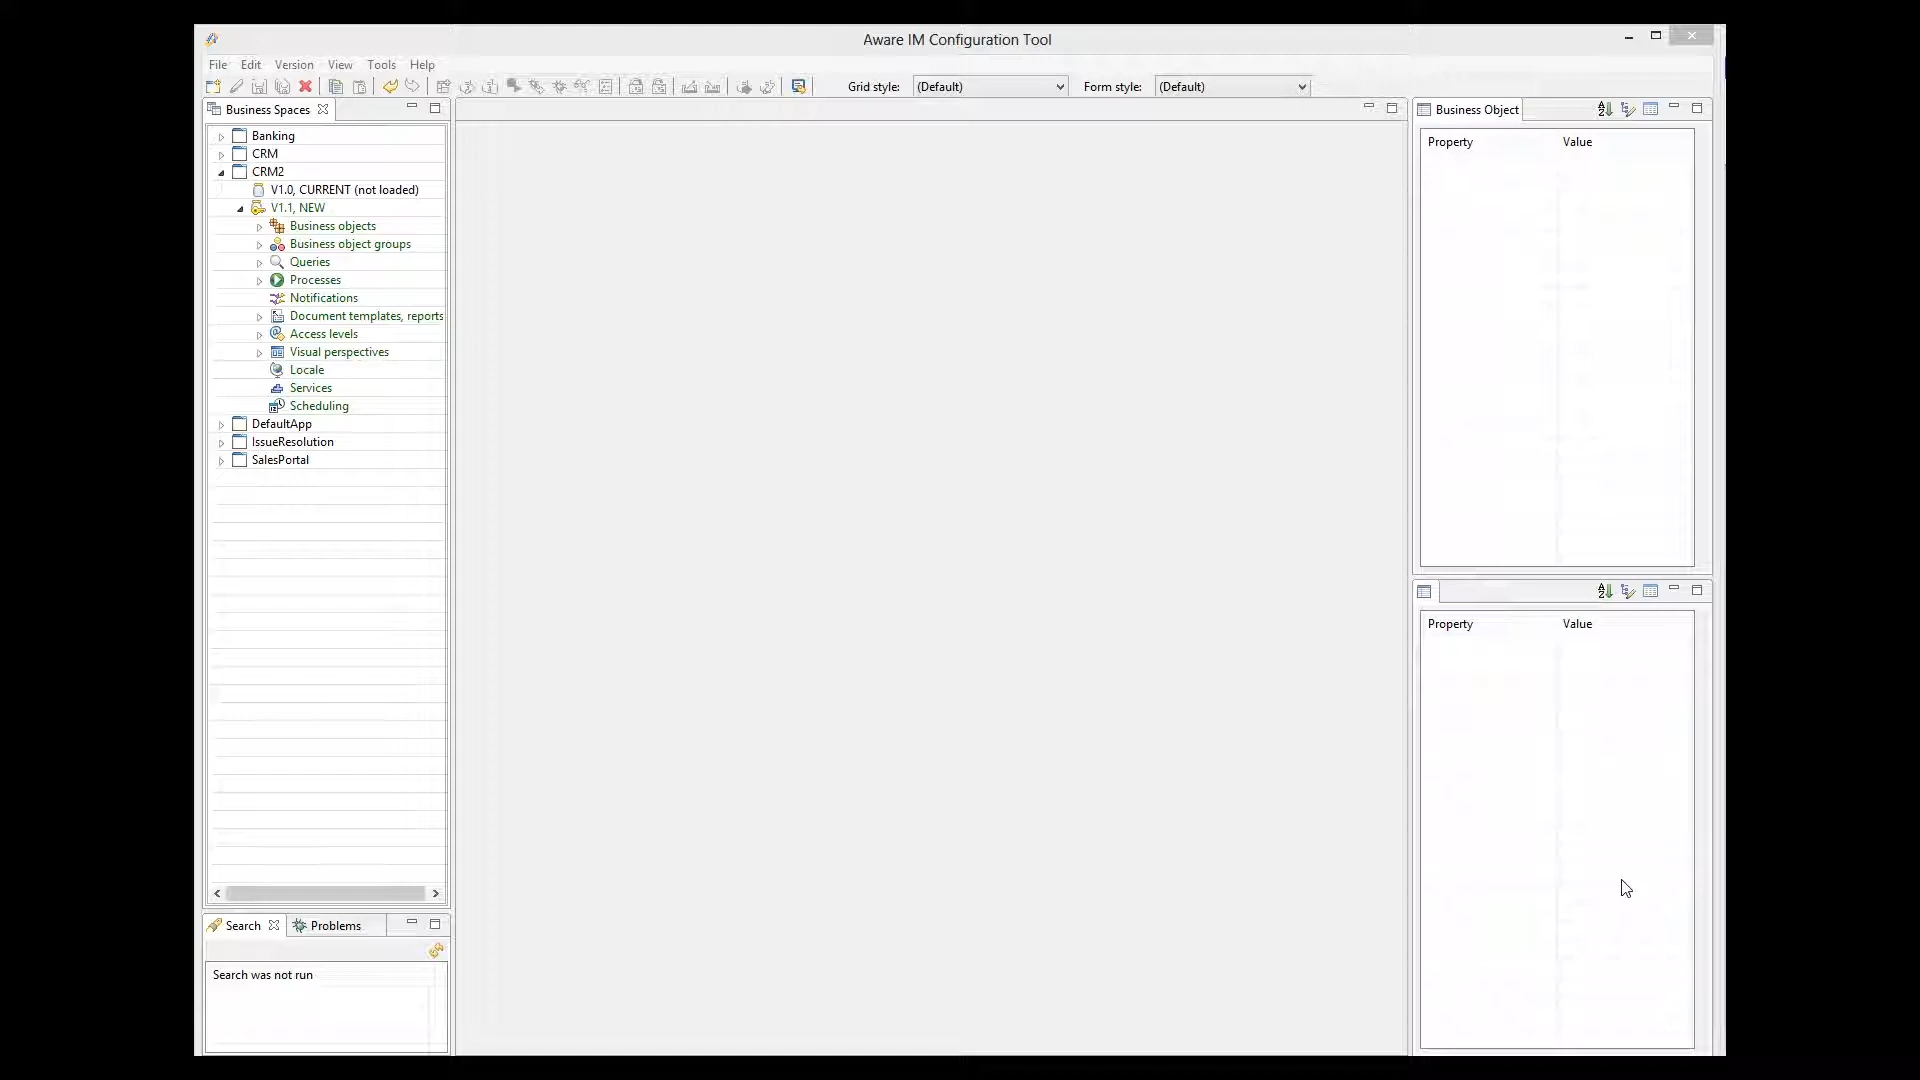 Aware IM Configuration Tool
File Edit Version View Tools Help
Grid style: (Default) Form style: (Default)
Business Spaces
Banking
CRM
CRM2
V1.0, CURRENT (not loaded)
V1.1, NEW
Business objects
Business object groups
Queries
Processes
Notifications
Document templates, reports
Access levels
Visual perspectives
Locale
Services
Scheduling
DefaultApp
IssueResolution
SalesPortal
Search Problems
Search was not run
Business Object
Property Value
Property Value